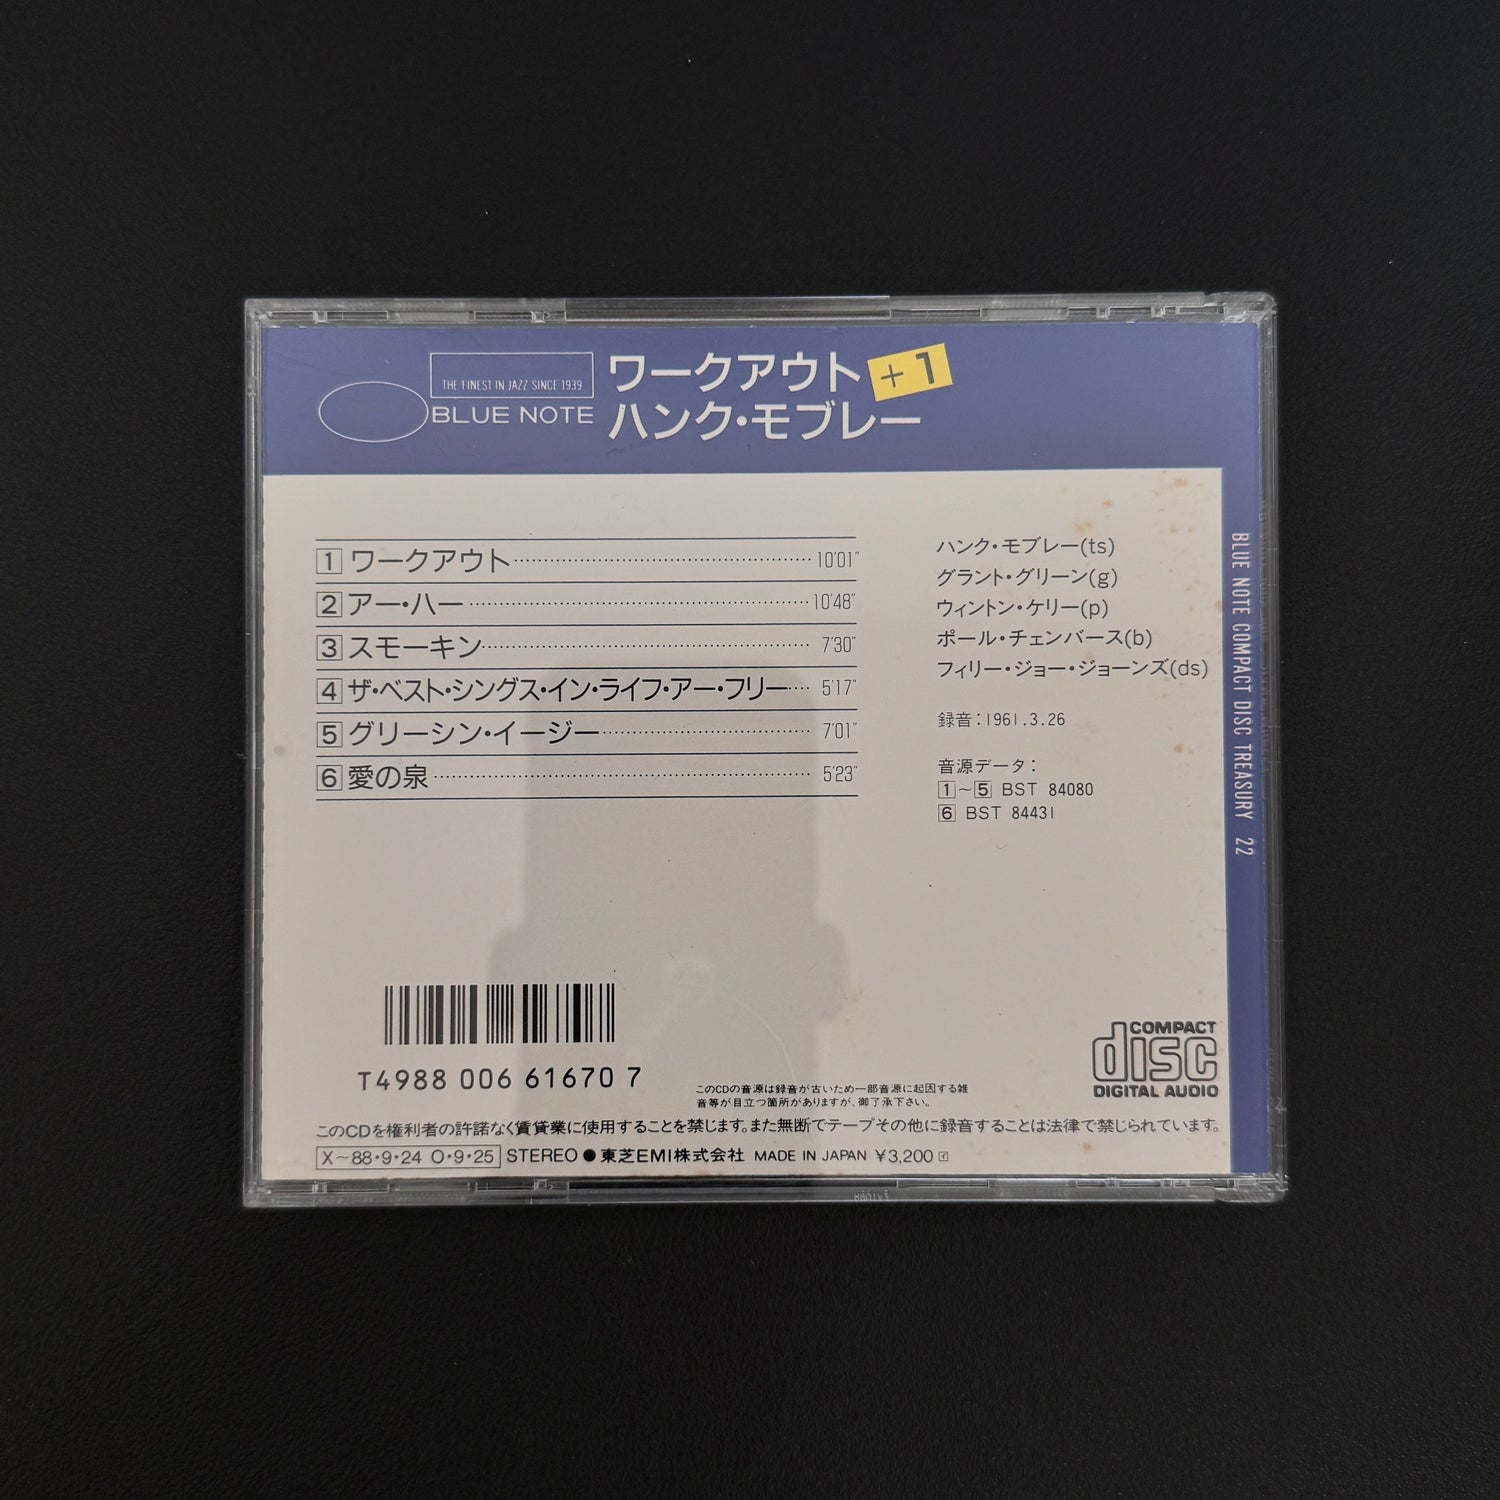 THE FINEST IN JAZZ SINCE 1939
BLUE NOTE
ワークアウト +1
ハンク・モブレー
1 ワークアウト 10'01"
2 アー・ハー 10'48"
3 スモーキン 7'30"
4 ザ・ベスト・シングス・イン・ライフ・アー・フリー 5'17"
5 グリーシン・イージー 7'01"
6 愛の泉 5'23"
ハンク・モブレー(ts)
グラント・グリーン(g)
ウィントン・ケリー(p)
ポール・チェンバース(b)
フィリー・ジョー・ジョーンズ(ds)
録音:1961.3.26
音源データ:
1～5 BST 84080
6 BST 84431
BLUE NOTE COMPACT DISC TREASURY 22
T4988 006 61670 7
このCDの音源は録音が古いため一部音源に起因する雑
音等が目立つ箇所がありますが、御了承下さい。
COMPACT
disc
DIGITAL AUDIO
このCDを権利者の許諾なく賃貸業に使用することを禁じます。また無断でテープその他に録音することは法律で禁じられています。
X～88・9・24 O・9・25 STEREO ● 東芝EMI株式会社 MADE IN JAPAN ¥3,200